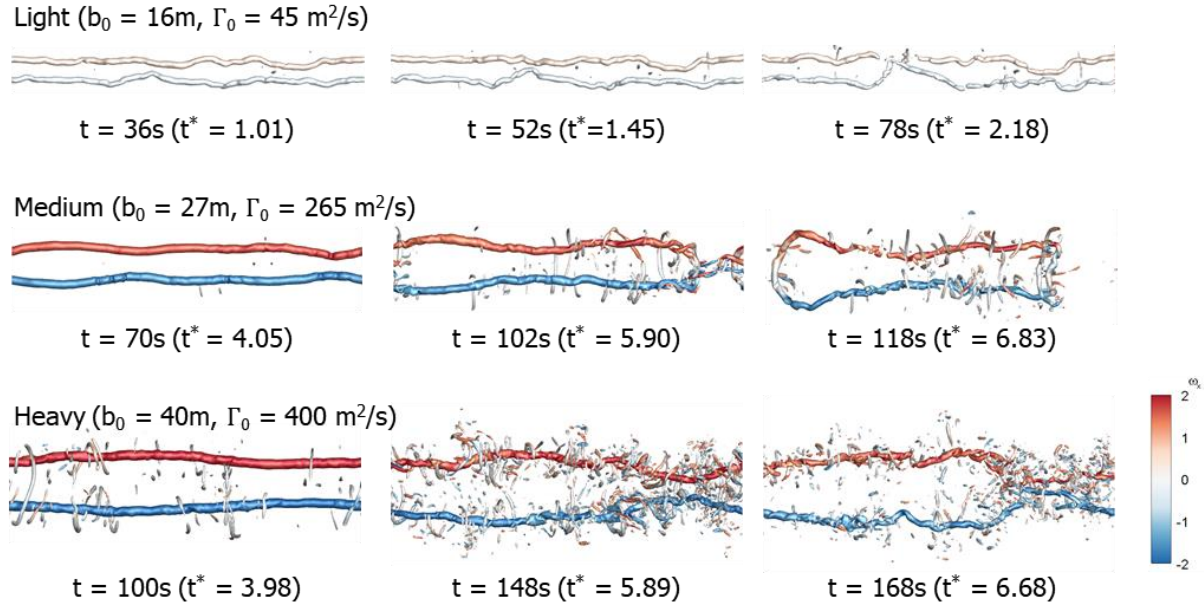 Light (b₀ = 16m, Γ₀ = 45 m²/s)
t = 36s (t* = 1.01)
t = 52s (t*=1.45)
t = 78s (t* = 2.18)
Medium (b₀ = 27m, Γ₀ = 265 m²/s)
t = 70s (t* = 4.05)
t = 102s (t* = 5.90)
t = 118s (t* = 6.83)
Heavy (b₀ = 40m, Γ₀ = 400 m²/s)
ωₓ
2
1
0
-1
-2
t = 100s (t* = 3.98)
t = 148s (t* = 5.89)
t = 168s (t* = 6.68)